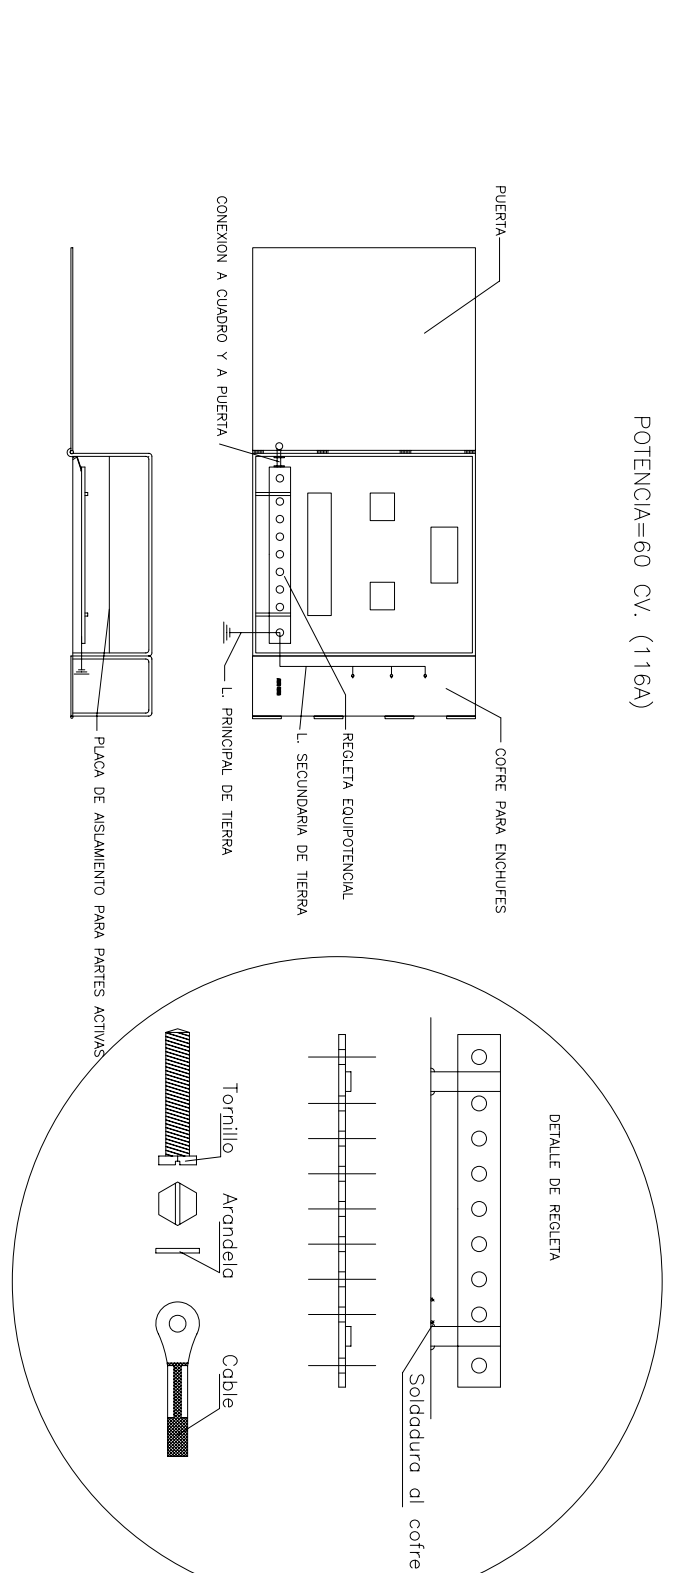 POTENCIA=60 CV. (116A)
PUERTA
COFRE PARA ENCHUFES
REGLETA EQUIPOTENCIAL
L. SECUNDARIA DE TIERRA
CONEXION A CUADRO Y A PUERTA
L. PRINCIPAL DE TIERRA
PLACA DE AISLAMIENTO PARA PARTES ACTIVAS
DETALLE DE REGLETA
Soldadura al cofre
Tornillo
Arandela
Cable